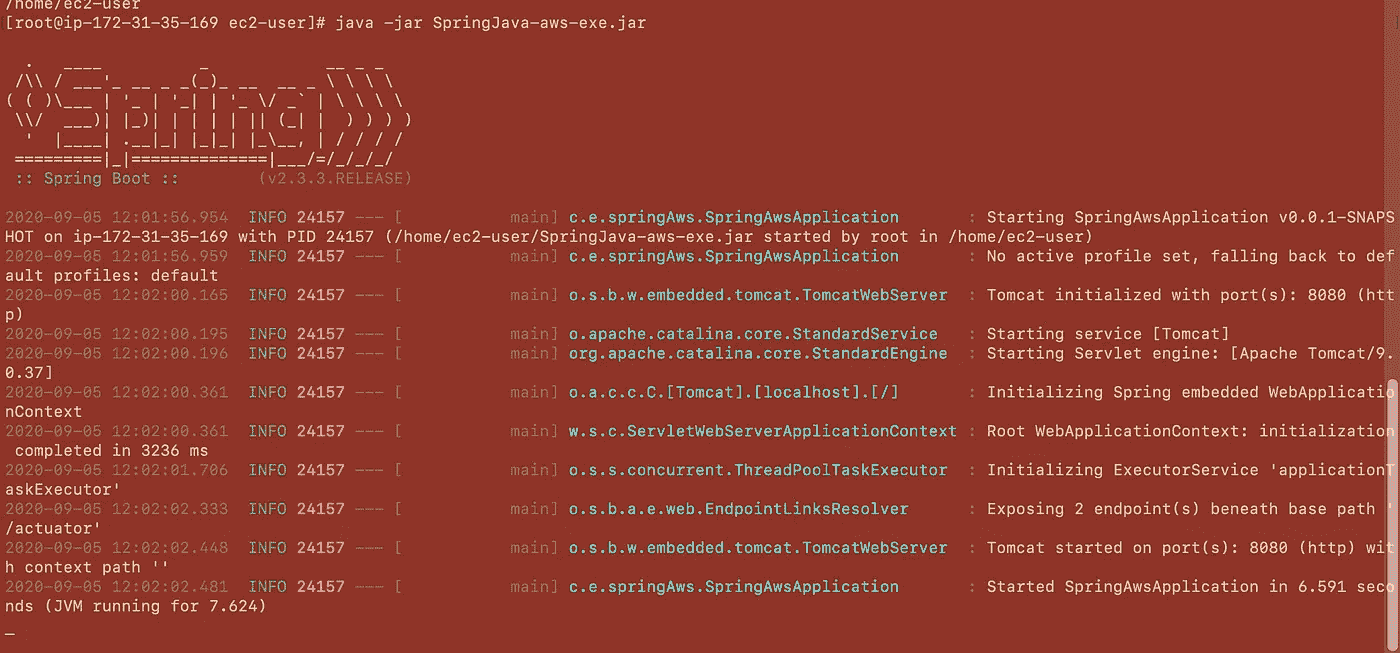 /home/ec2-user
[root@ip-172-31-35-169 ec2-user]# java -jar SpringJava-aws-exe.jar
  .   ____          _            __ _ _
 /\\ / ___'_ __ _ _(_)_ __  __ _ \ \ \ \
( ( )\___ | '_ | '_| | '_ \/ _` | \ \ \ \
 \\/  ___)| |_)| | | | | || (_| |  ) ) ) )
  '  |____| .__|_| |_|_| |_\__, | / / / /
 =========|_|==============|___/=/_/_/_/
 :: Spring Boot ::        (v2.3.3.RELEASE)
2020-09-05 12:01:56.954  INFO 24157 --- [           main] c.e.springAws.SpringAwsApplication       : Starting SpringAwsApplication v0.0.1-SNAPS
HOT on ip-172-31-35-169 with PID 24157 (/home/ec2-user/SpringJava-aws-exe.jar started by root in /home/ec2-user)
2020-09-05 12:01:56.959  INFO 24157 --- [           main] c.e.springAws.SpringAwsApplication       : No active profile set, falling back to def
ault profiles: default
2020-09-05 12:02:00.165  INFO 24157 --- [           main] o.s.b.w.embedded.tomcat.TomcatWebServer  : Tomcat initialized with port(s): 8080 (htt
p)
2020-09-05 12:02:00.195  INFO 24157 --- [           main] o.apache.catalina.core.StandardService   : Starting service [Tomcat]
2020-09-05 12:02:00.196  INFO 24157 --- [           main] org.apache.catalina.core.StandardEngine  : Starting Servlet engine: [Apache Tomcat/9.
0.37]
2020-09-05 12:02:00.361  INFO 24157 --- [           main] o.a.c.c.C.[Tomcat].[localhost].[/]       : Initializing Spring embedded WebApplicatio
nContext
2020-09-05 12:02:00.361  INFO 24157 --- [           main] w.s.c.ServletWebServerApplicationContext : Root WebApplicationContext: initialization
 completed in 3236 ms
2020-09-05 12:02:01.706  INFO 24157 --- [           main] o.s.s.concurrent.ThreadPoolTaskExecutor  : Initializing ExecutorService 'applicationT
askExecutor'
2020-09-05 12:02:02.333  INFO 24157 --- [           main] o.s.b.a.e.web.EndpointLinksResolver      : Exposing 2 endpoint(s) beneath base path '
/actuator'
2020-09-05 12:02:02.448  INFO 24157 --- [           main] o.s.b.w.embedded.tomcat.TomcatWebServer  : Tomcat started on port(s): 8080 (http) wit
h context path ''
2020-09-05 12:02:02.481  INFO 24157 --- [           main] c.e.springAws.SpringAwsApplication       : Started SpringAwsApplication in 6.591 seco
nds (JVM running for 7.624)